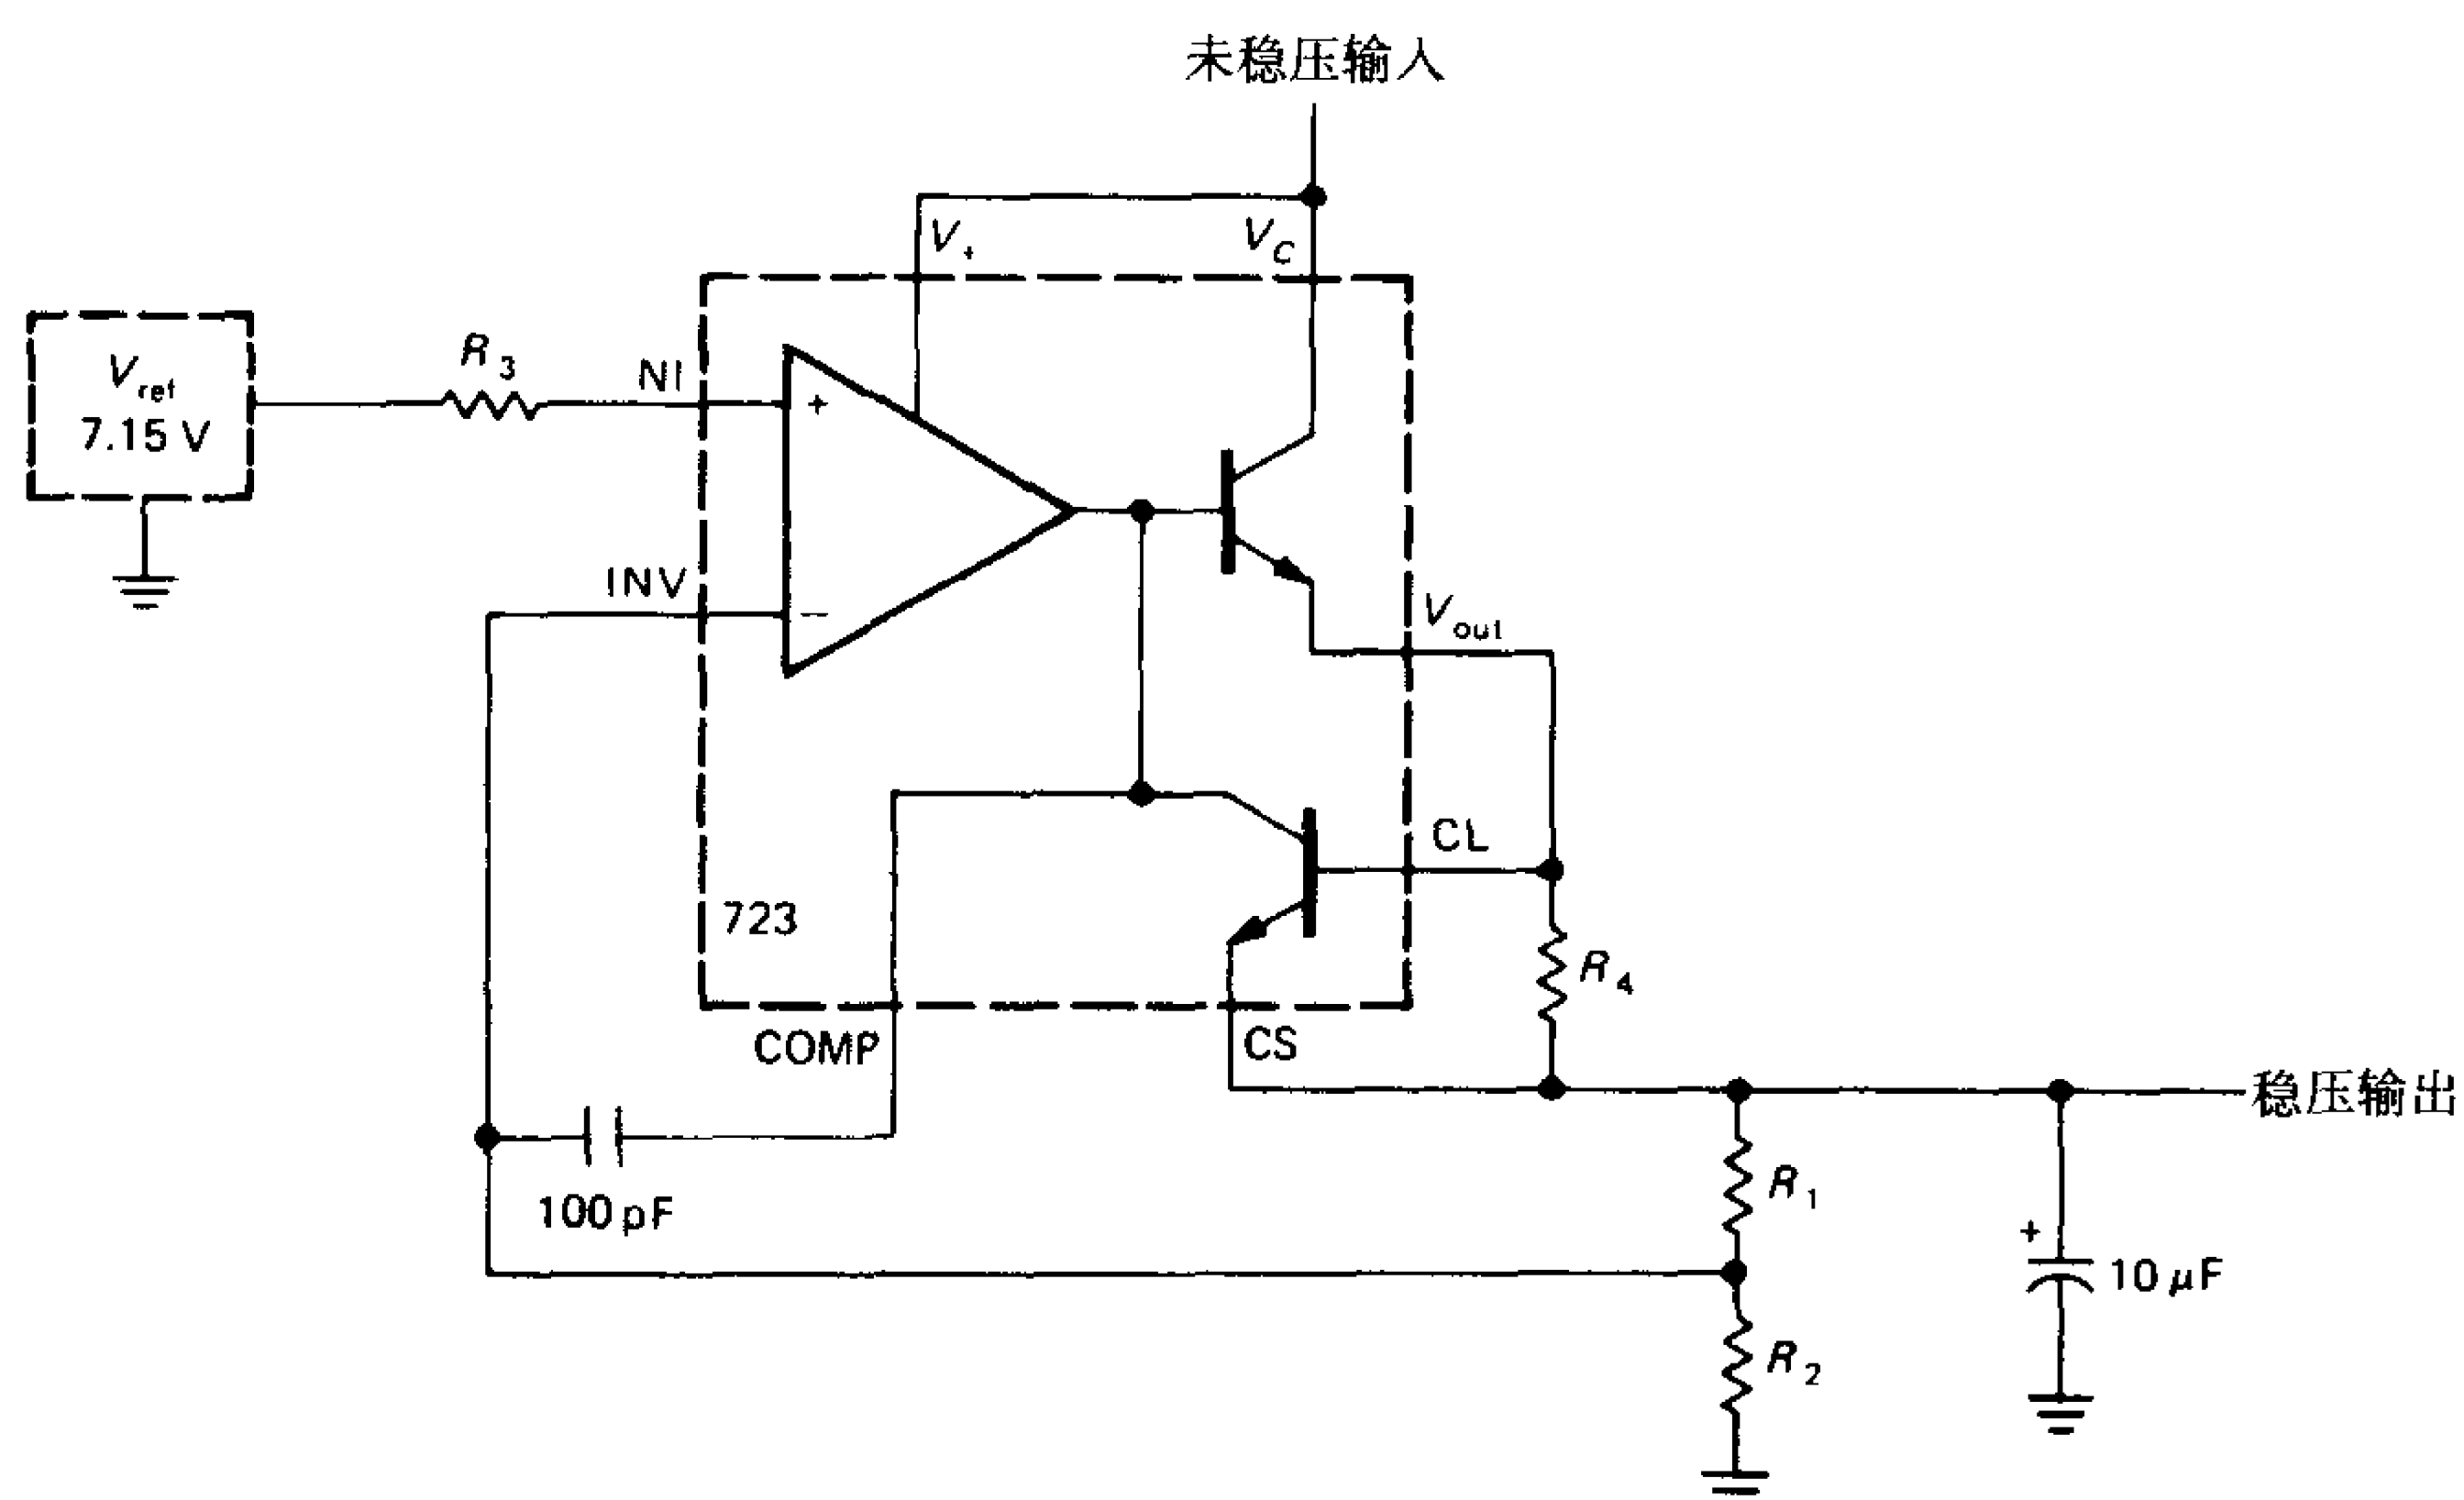 未稳压输入
V+
VC
Vref
7.15 V
R3
NI
+
INV
−
Vout
CL
723
R4
COMP
CS
稳压输出
100 pF
R1
+
10 μF
R2